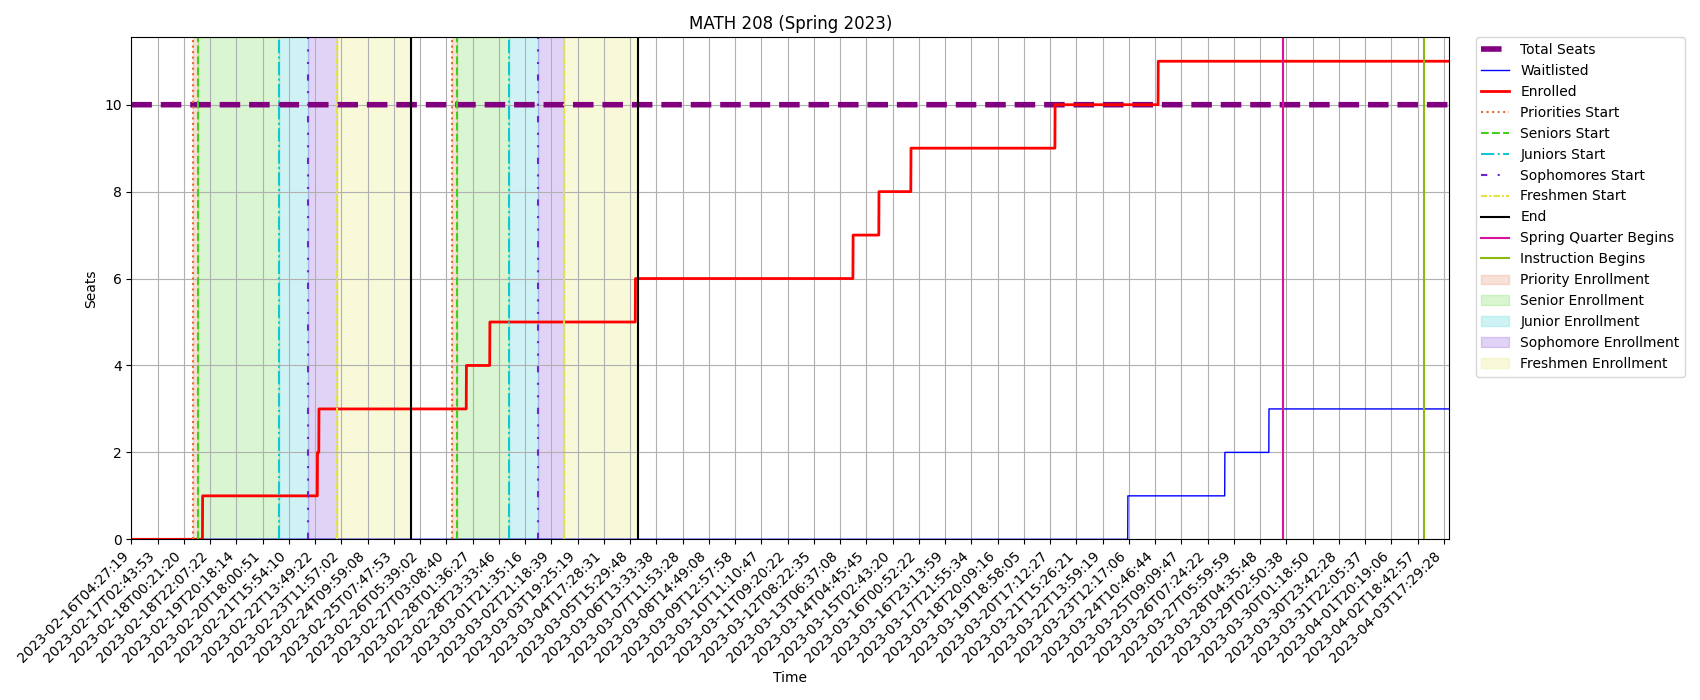 MATH 208 (Spring 2023)
Total Seats
Waitlisted
Enrolled
Priorities Start
Seniors Start
Juniors Start
Sophomores Start
Freshmen Start
End
Spring Quarter Begins
Instruction Begins
Priority Enrollment
Senior Enrollment
Junior Enrollment
Sophomore Enrollment
Freshmen Enrollment
Seats
10
8
6
4
2
0
2023-02-16T04:27:19
2023-02-17T02:43:53
2023-02-18T00:21:20
2023-02-18T22:07:22
2023-02-19T20:18:14
2023-02-20T18:00:51
2023-02-21T15:54:10
2023-02-22T13:49:22
2023-02-23T11:57:02
2023-02-24T09:59:08
2023-02-25T07:47:53
2023-02-26T05:39:02
2023-02-27T03:08:40
2023-02-28T01:36:27
2023-02-28T23:33:46
2023-03-01T21:35:16
2023-03-02T21:18:39
2023-03-03T19:25:19
2023-03-04T17:28:31
2023-03-05T15:29:48
2023-03-06T13:33:38
2023-03-07T11:53:28
2023-03-08T14:49:08
2023-03-09T12:57:58
2023-03-10T11:10:47
2023-03-11T09:20:22
2023-03-12T08:22:35
2023-03-13T06:37:08
2023-03-14T04:45:45
2023-03-15T02:43:20
2023-03-16T00:52:22
2023-03-16T23:13:59
2023-03-17T21:55:34
2023-03-18T20:09:16
2023-03-19T18:58:05
2023-03-20T17:12:27
2023-03-21T15:26:21
2023-03-22T13:59:19
2023-03-23T12:17:06
2023-03-24T10:46:44
2023-03-25T09:09:47
2023-03-26T07:24:22
2023-03-27T05:59:59
2023-03-28T04:35:48
2023-03-29T02:50:38
2023-03-30T01:18:50
2023-03-30T23:42:28
2023-03-31T22:05:37
2023-04-01T20:19:06
2023-04-02T18:42:57
2023-04-03T17:29:28
Time